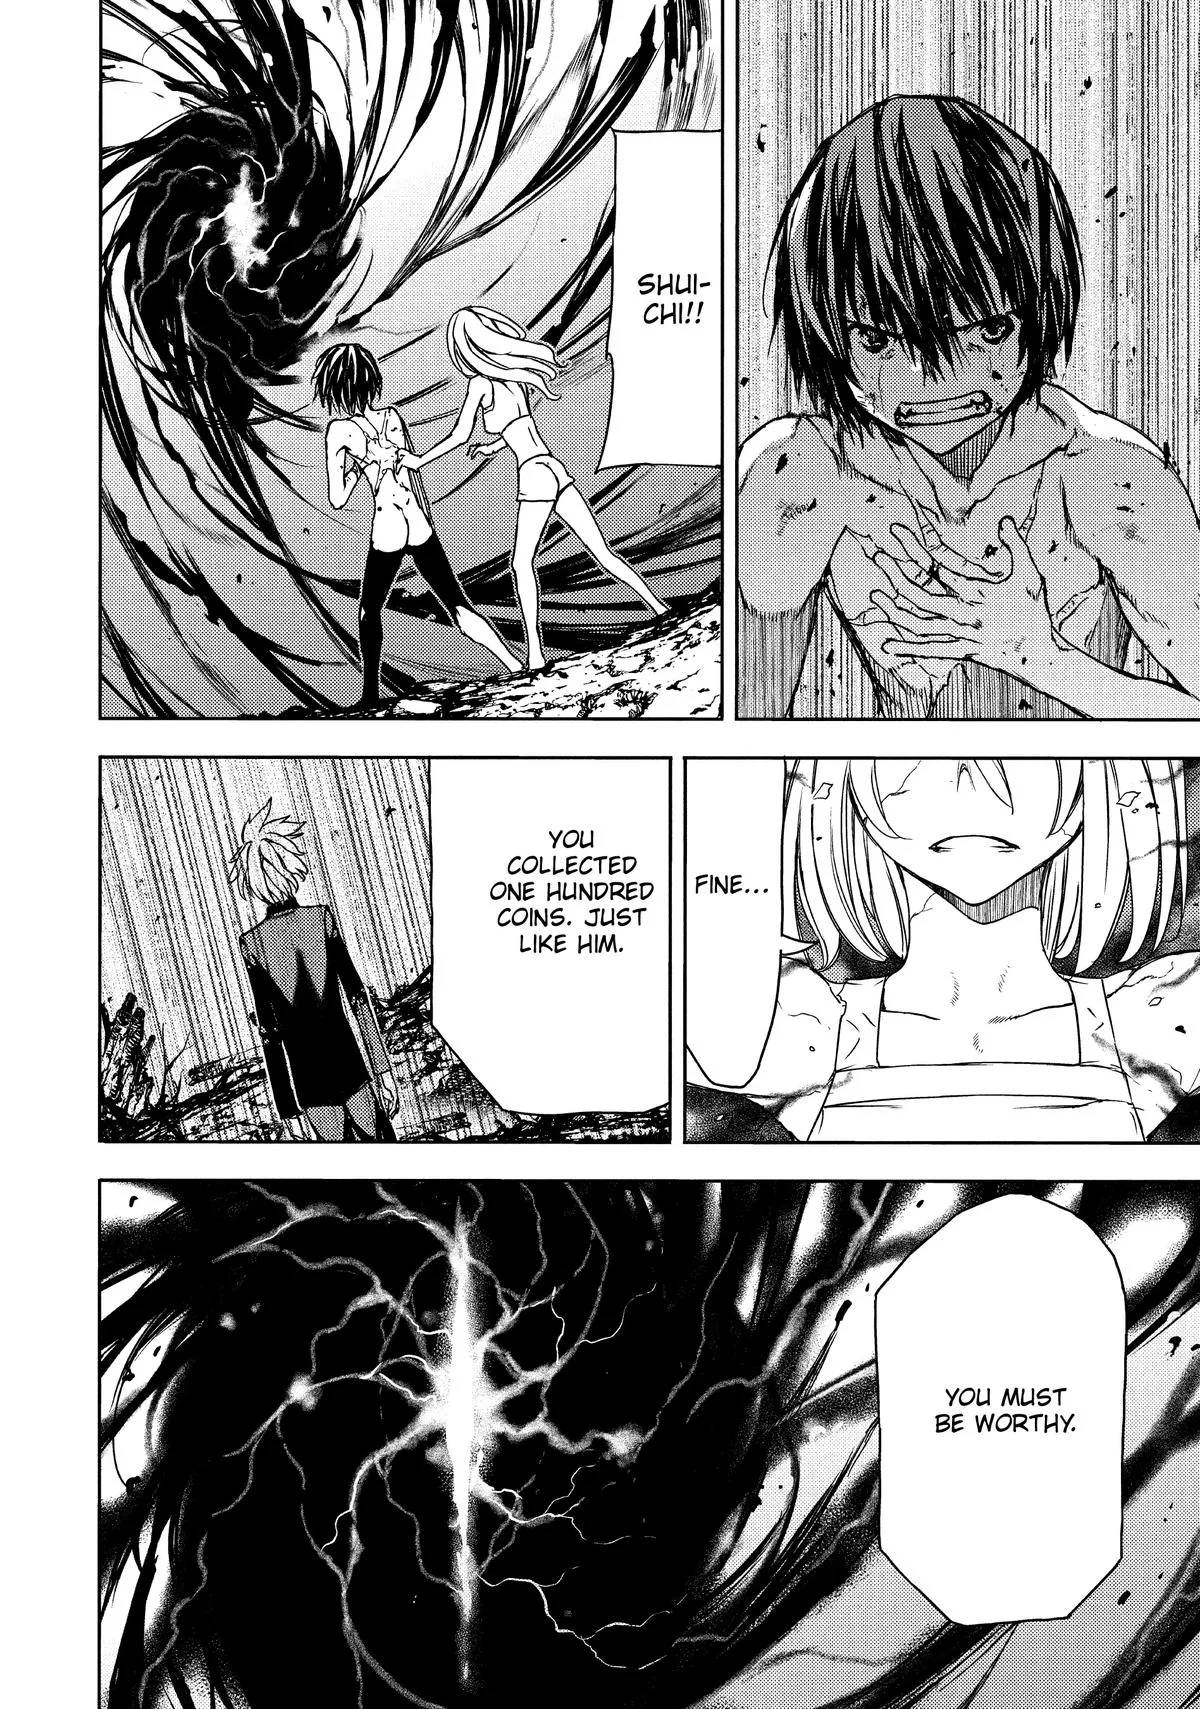 SHUI-
CHI!!
FINE...
YOU
COLLECTED
ONE HUNDRED
COINS. JUST
LIKE HIM.
YOU MUST
BE WORTHY.